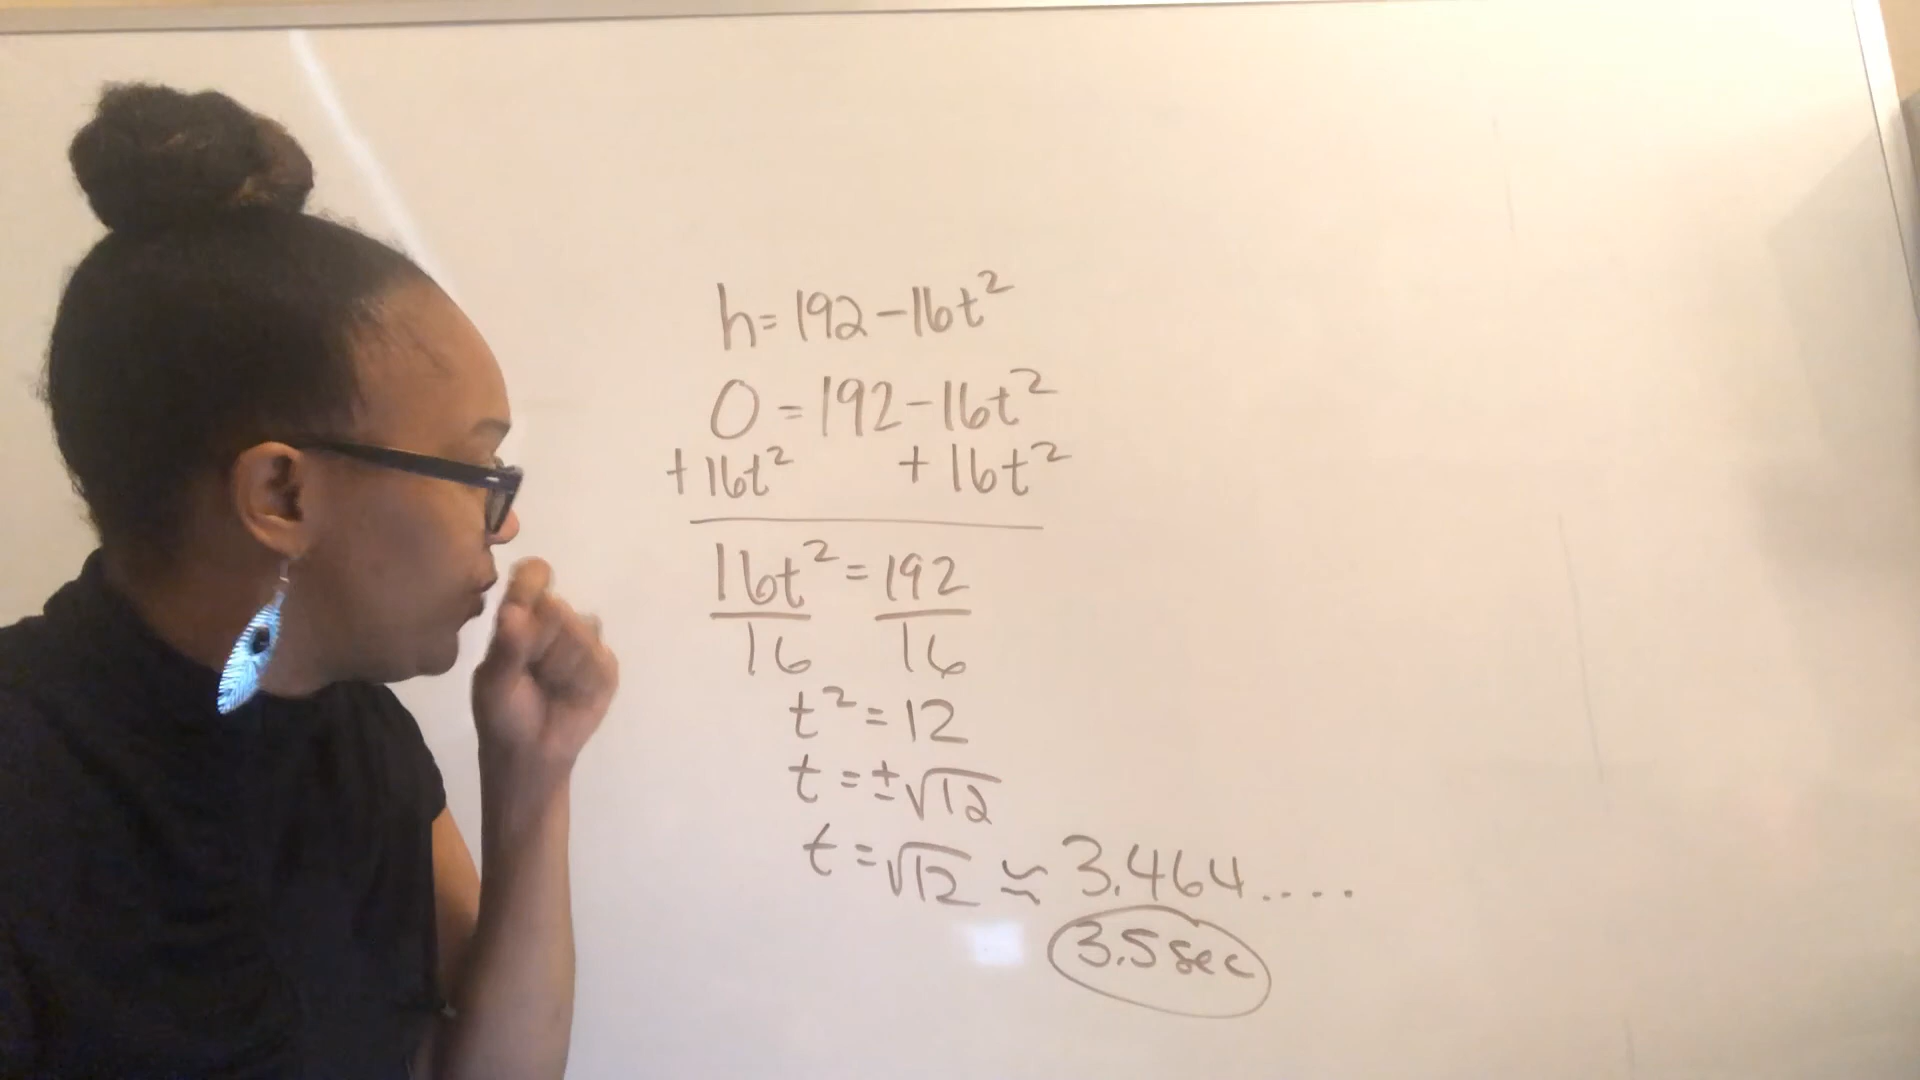 h=192-16t²
0=192-16t²
+16t² +16t²
16t²=192
16 16
t²=12
t=±√12
t=√12 ≈ 3.464....
3.5 sec